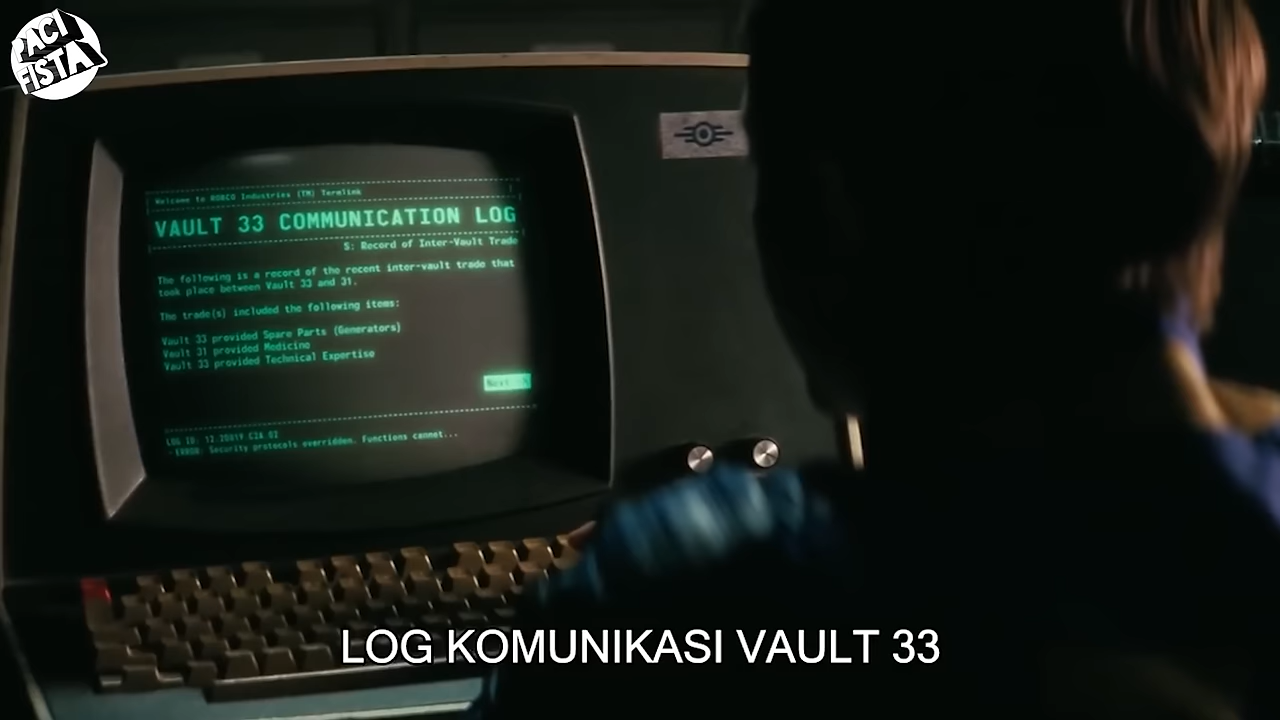 PACI
FISTA
Welcome to ROBCO Industries (TM) Termlink
VAULT 33 COMMUNICATION LOG
S: Record of Inter-Vault Trade
The following is a record of the recent inter-vault trade that
took place between Vault 33 and 31.
The trade(s) included the following items:
Vault 33 provided Spare Parts (Generators)
Vault 31 provided Medicine
Vault 33 provided Technical Expertise
Next
LOG ID:
- ERROR: Security protocols overridden. Functions cannot...
LOG KOMUNIKASI VAULT 33